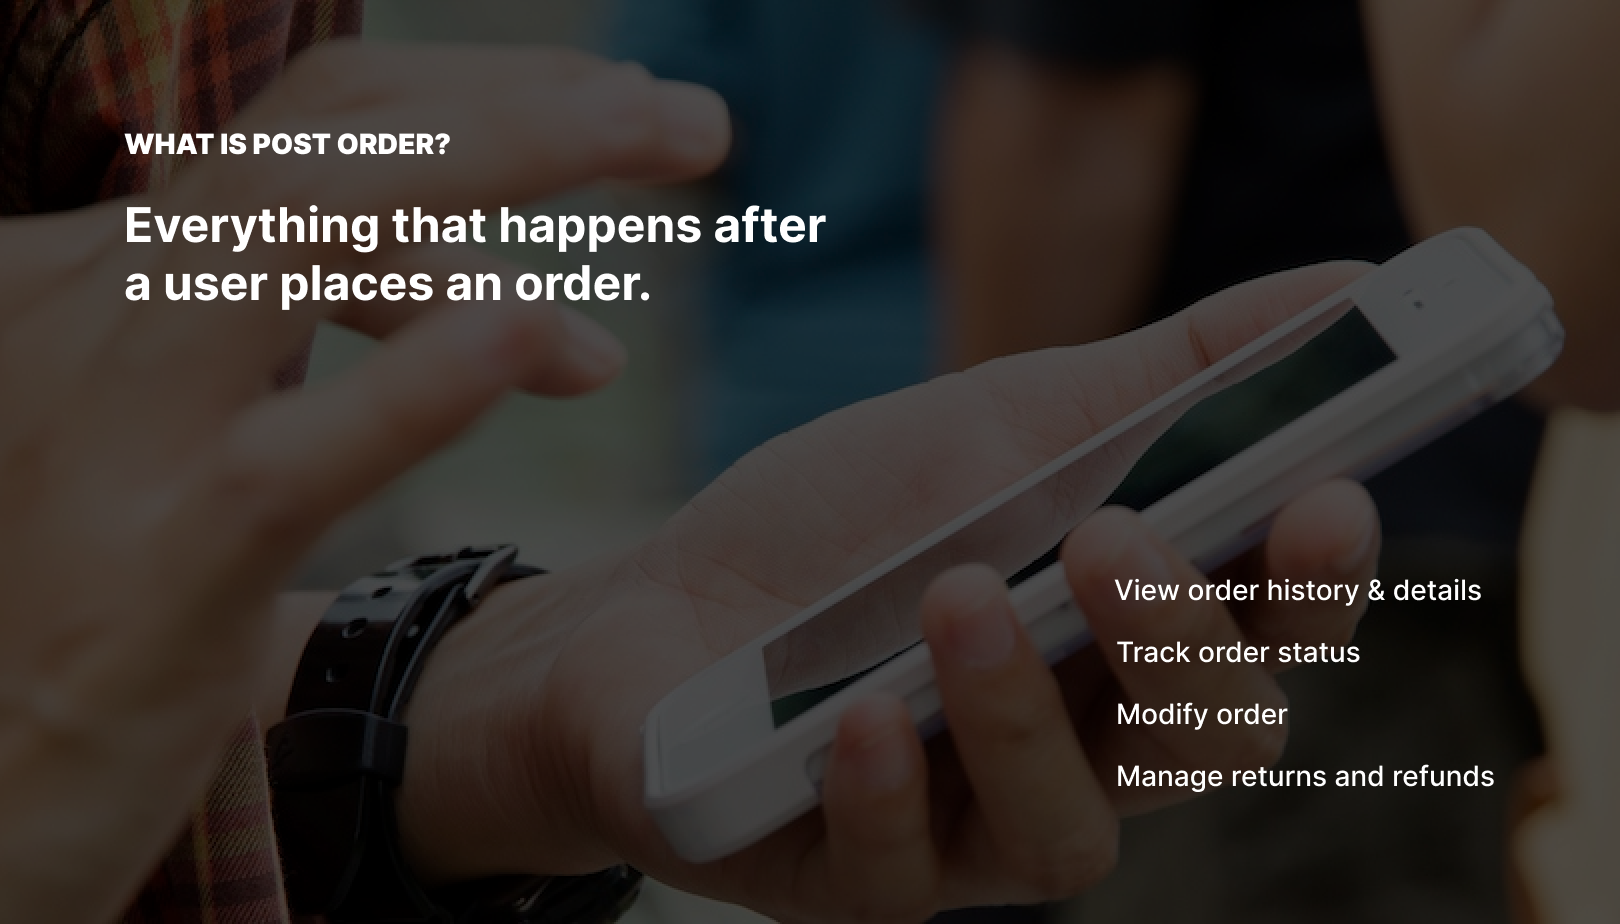 WHAT IS POST ORDER?
Everything that happens after
a user places an order.
View order history & details
Track order status
Modify order
Manage returns and refunds